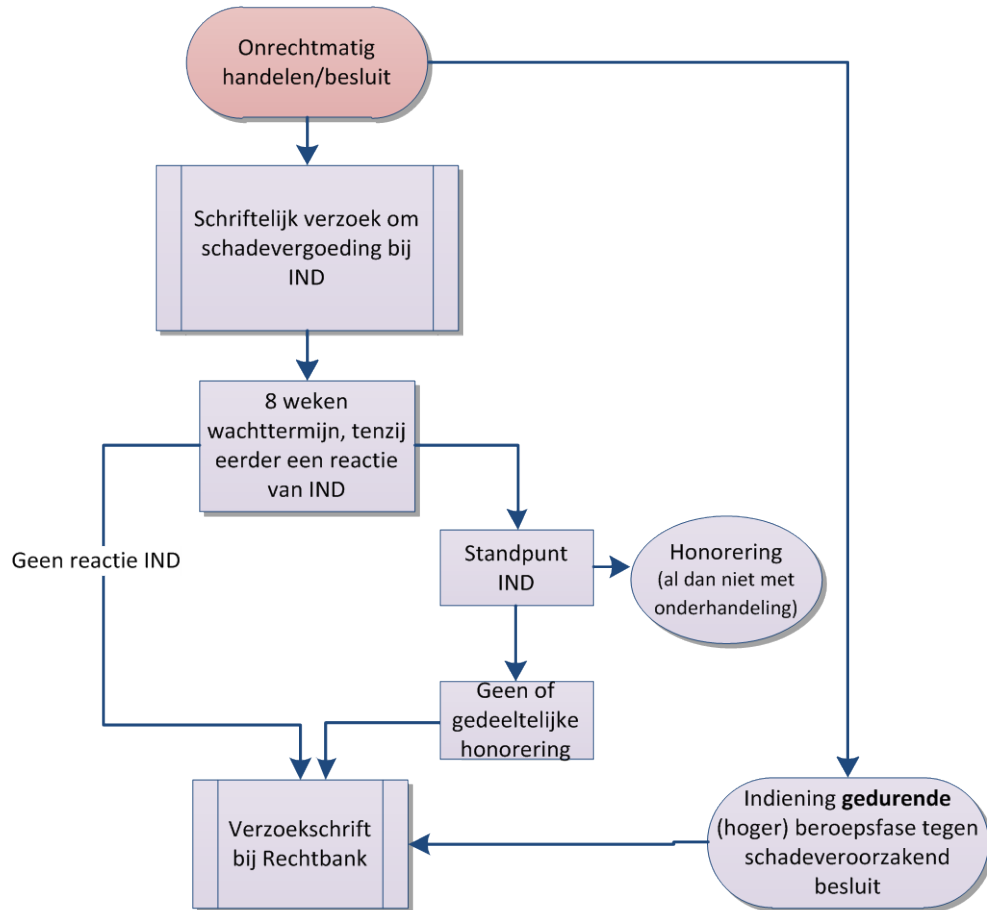 Onrechtmatig
handelen/besluit
Schriftelijk verzoek om
schadevergoeding bij
IND
8 weken
wachttermijn, tenzij
eerder een reactie
van IND
Geen reactie IND
Standpunt
IND
Honorering
(al dan niet met
onderhandeling)
Geen of
gedeeltelijke
honorering
Verzoekschrift
bij Rechtbank
Indiening gedurende
(hoger) beroepsfase tegen
schadeveroorzakend
besluit